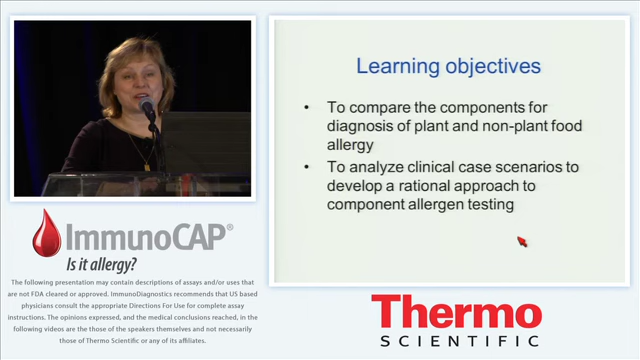 Learning objectives
• To compare the components for
diagnosis of plant and non-plant food
allergy
• To analyze clinical case scenarios to
develop a rational approach to
component allergen testing
ImmunoCAP®
Is it allergy?
The following presentation may contain descriptions of assays and/or uses that
are not FDA cleared or approved. ImmunoDiagnostics recommends that US based
physicians consult the appropriate Directions For Use for complete assay
instructions. The opinions expressed, and the medical conclusions reached, in the
following videos are the those of the speakers themselves and not necessarily
those of Thermo Scientific or any of its affiliates.
Thermo
SCIENTIFIC